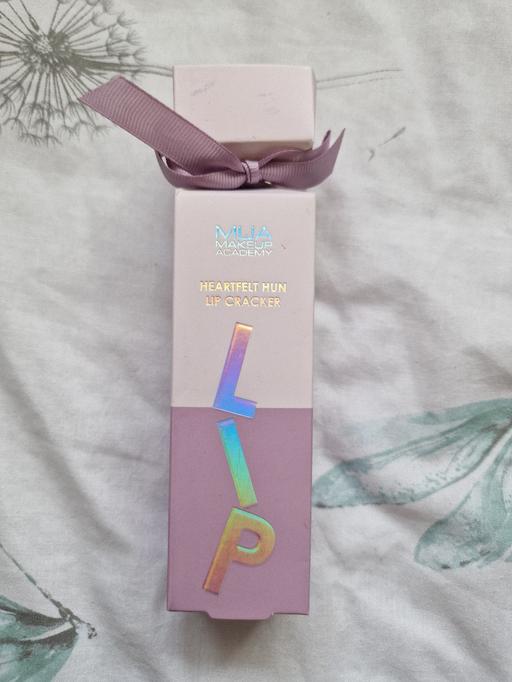 MUA
MAKEUP
ACADEMY
HEARTFELT HUN
LIP CRACKER
L
I
P